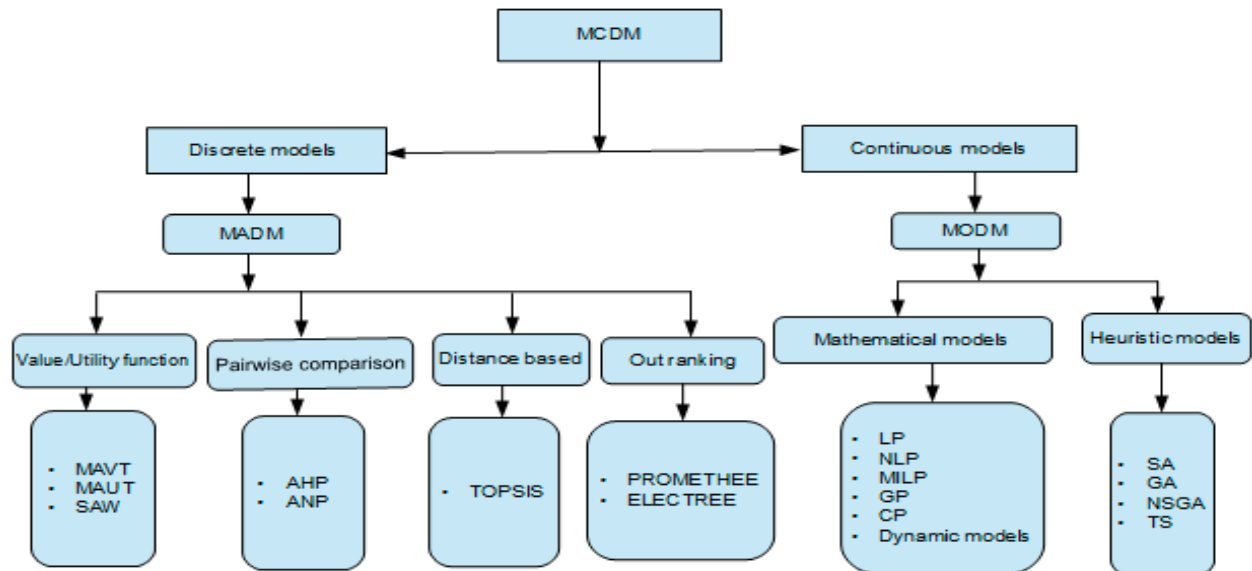 MCDM
Discrete models
Continuous models
MADM
MODM
Value/Utility function
Pairwise comparison
Distance based
Out ranking
Mathematical models
Heuristic models
• MAVT
• MAUT
• SAW
• AHP
• ANP
• TOPSIS
• PROMETHEE
• ELECTREE
• LP
• NLP
• MILP
• GP
• CP
• Dynamic models
• SA
• GA
• NSGA
• TS